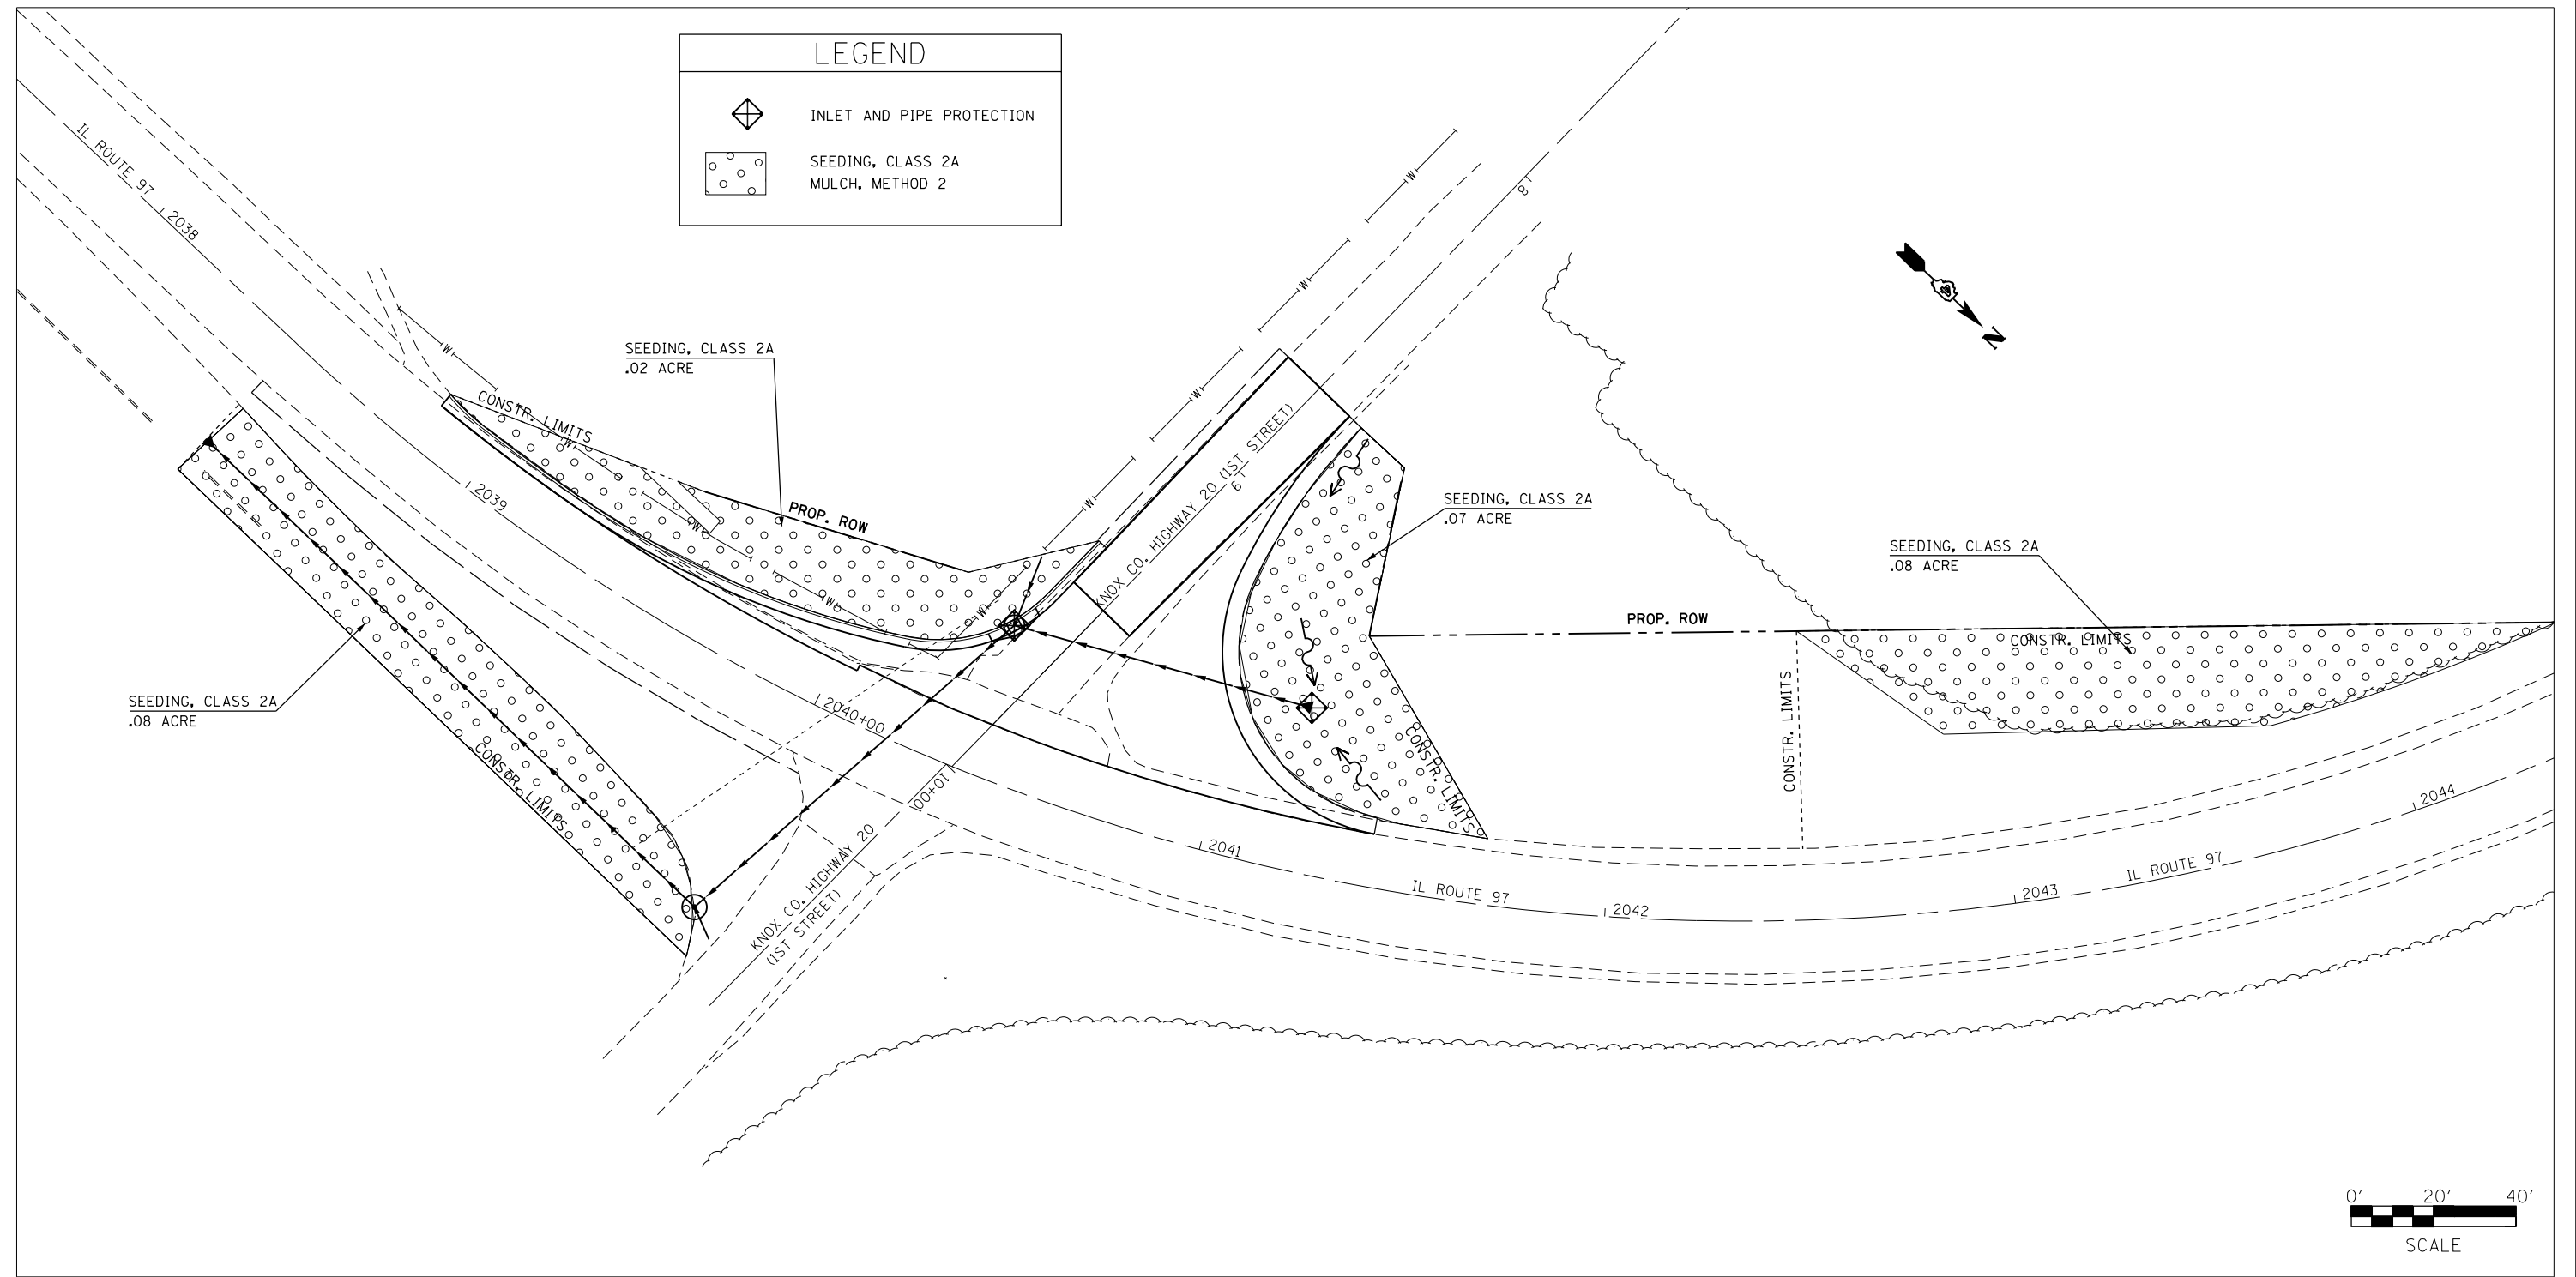 LEGEND
INLET AND PIPE PROTECTION
SEEDING, CLASS 2A
MULCH, METHOD 2
IL ROUTE 97
2038
8
W
W
W
W
W
W
N
SEEDING, CLASS 2A
.02 ACRE
CONSTR. LIMITS
W
2039
W
PROP. ROW
W
W
KNOX CO. HIGHWAY 20 (1ST STREET)
9
SEEDING, CLASS 2A
.07 ACRE
SEEDING, CLASS 2A
.08 ACRE
PROP. ROW
CONSTR. LIMITS
CONSTR. LIMITS
CONSTR. LIMITS
SEEDING, CLASS 2A
.08 ACRE
CONSTR. LIMITS
2040+00
10+00
KNOX CO. HIGHWAY 20
(1ST STREET)
2041
IL ROUTE 97
2042
2043
IL ROUTE 97
2044
0' 20' 40'
SCALE